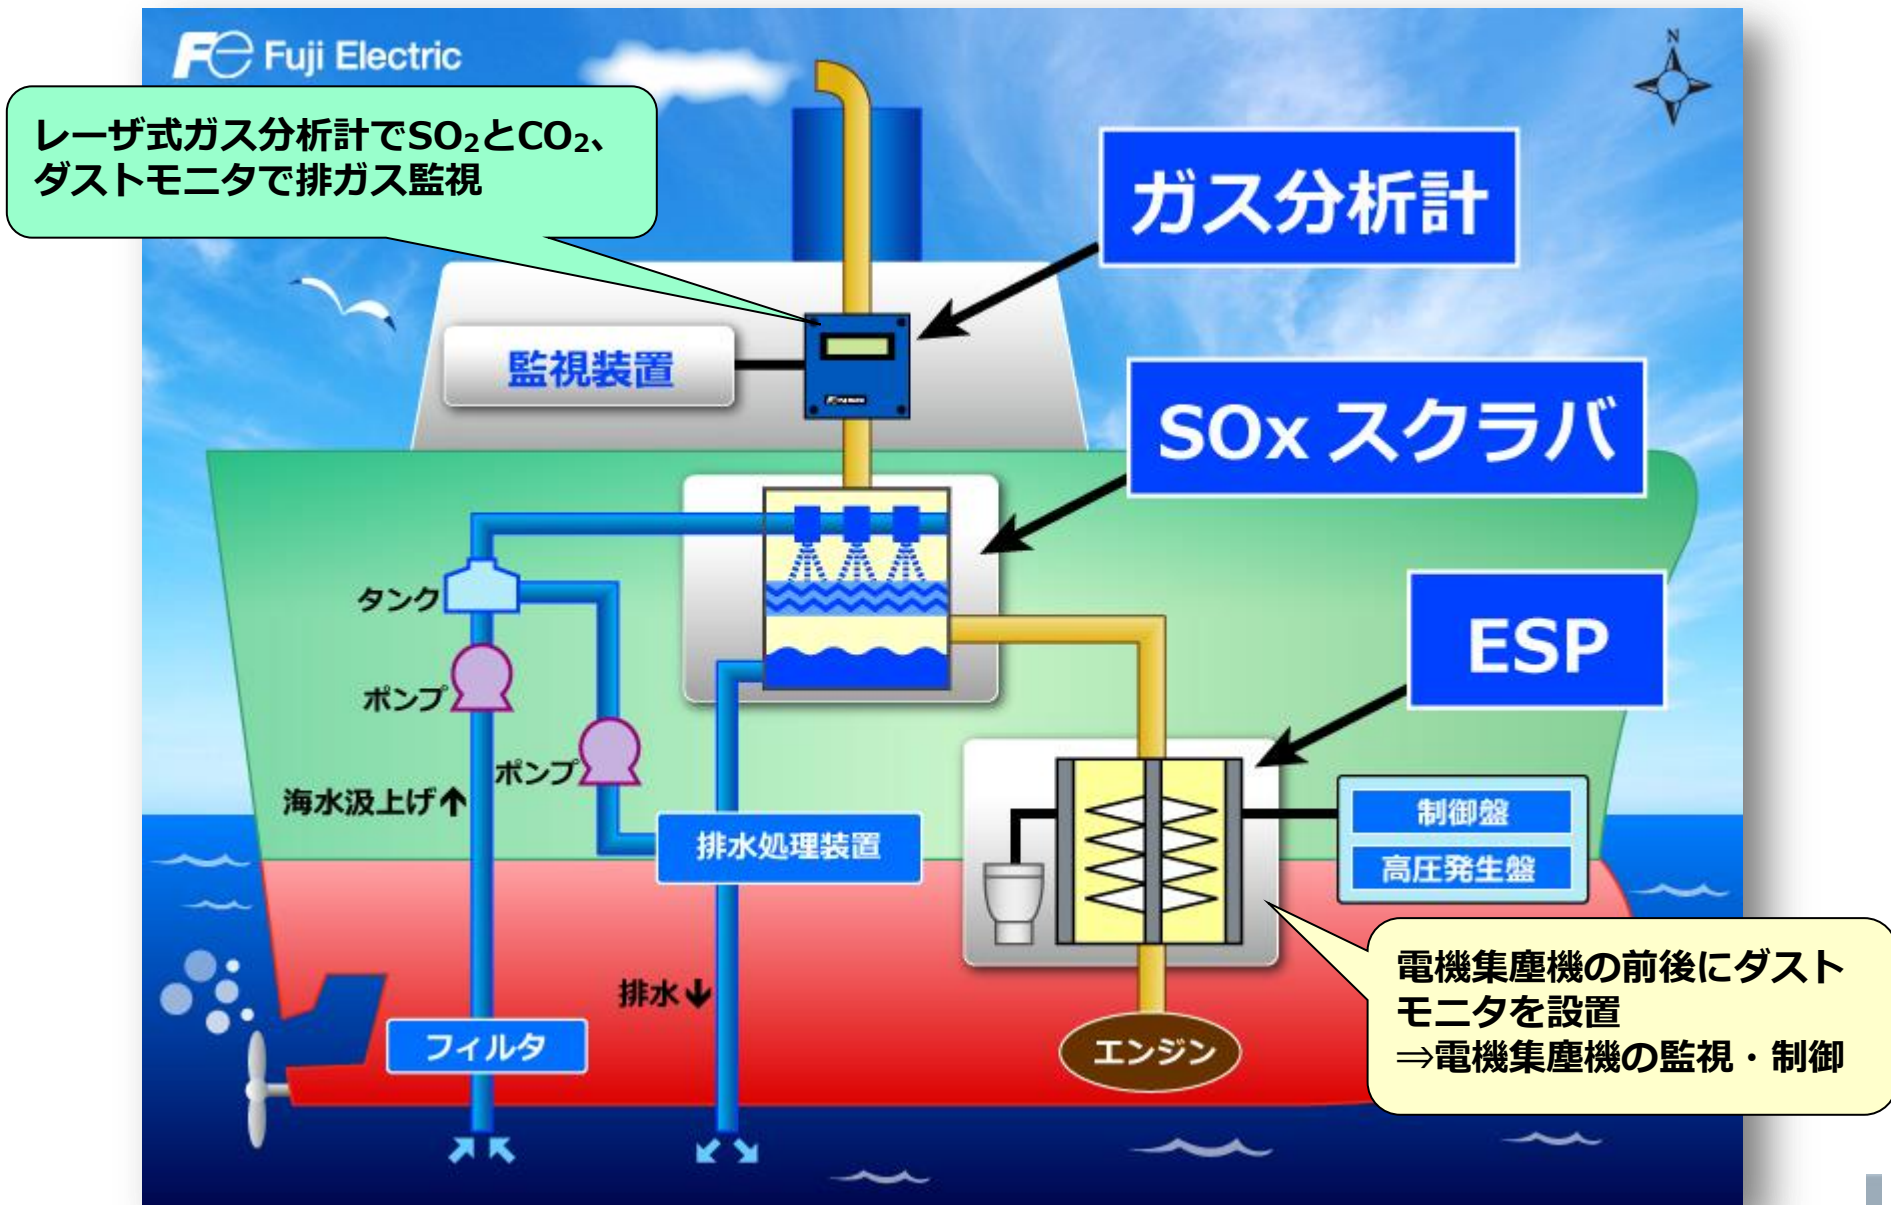 Fuji Electric
N
レーザ式ガス分析計でSO₂とCO₂、
ダストモニタで排ガス監視
ガス分析計
監視装置
SOx スクラバ
タンク
ESP
ポンプ
ポンプ
海水汲上げ↑
制御盤
排水処理装置
高圧発生盤
電機集塵機の前後にダスト
モニタを設置
⇒電機集塵機の監視・制御
排水↓
フィルタ
エンジン